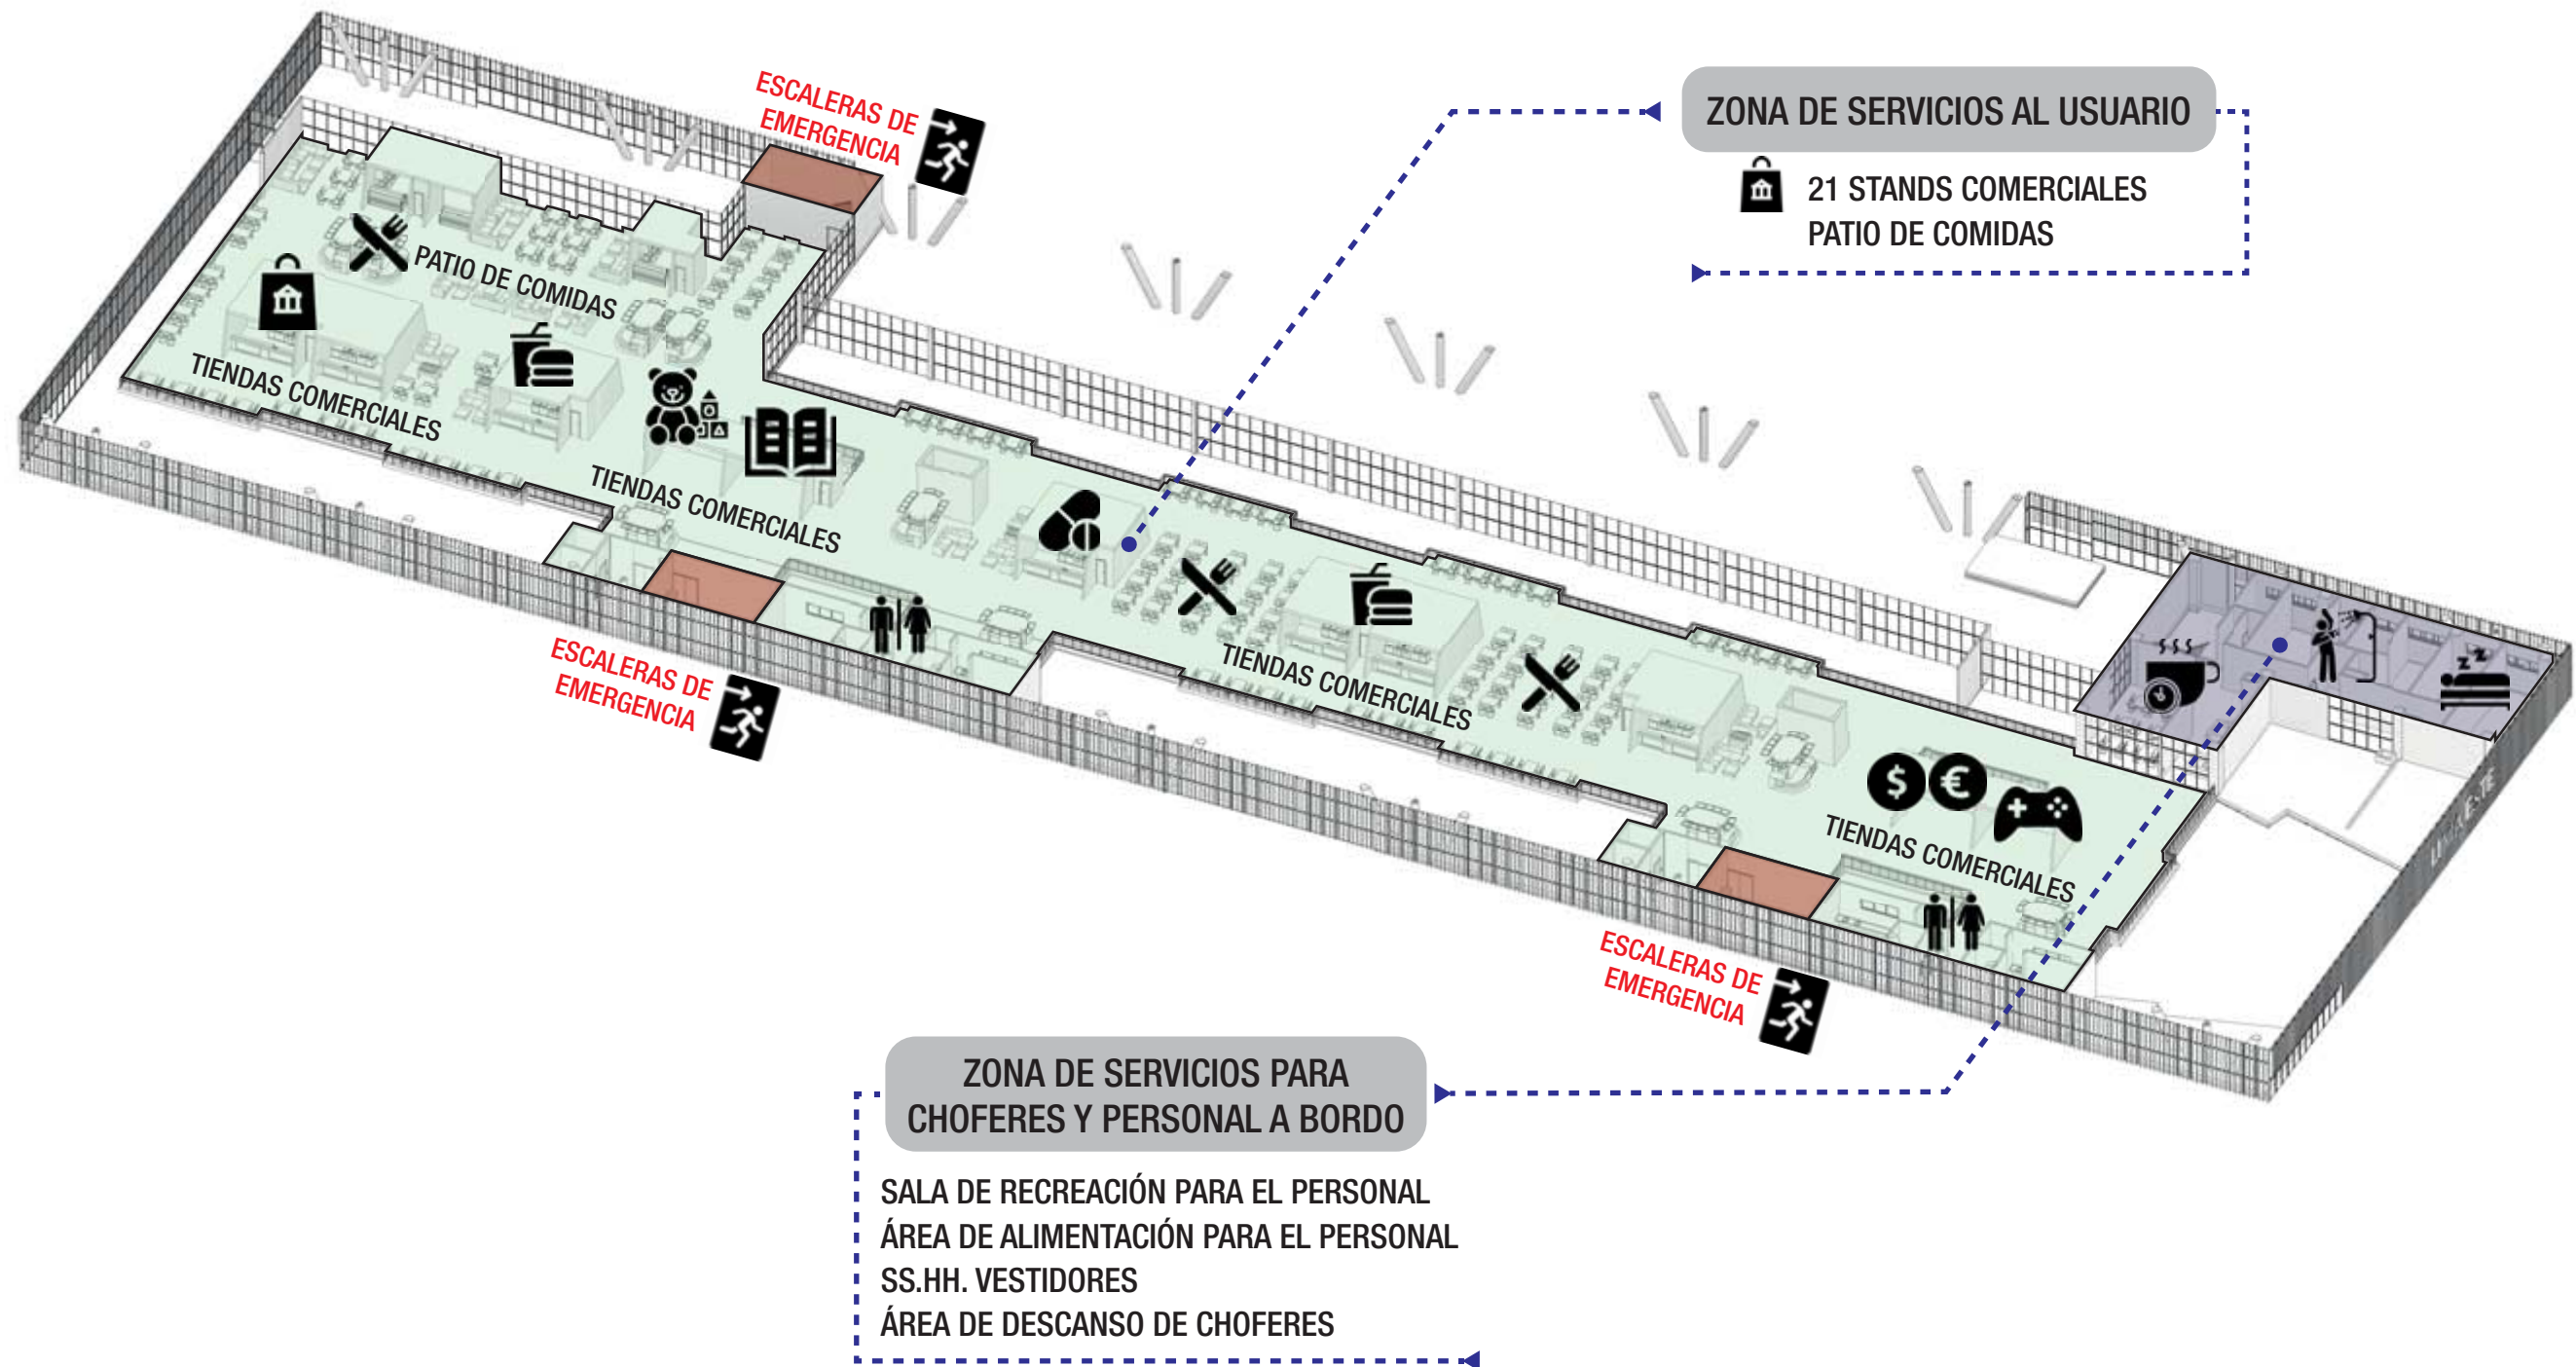 ESCALERAS DE
EMERGENCIA
ZONA DE SERVICIOS AL USUARIO
21 STANDS COMERCIALES
PATIO DE COMIDAS
PATIO DE COMIDAS
TIENDAS COMERCIALES
TIENDAS COMERCIALES
ESCALERAS DE
EMERGENCIA
TIENDAS COMERCIALES
$ €
TIENDAS COMERCIALES
ESCALERAS DE
EMERGENCIA
ZONA DE SERVICIOS PARA
CHOFERES Y PERSONAL A BORDO
SALA DE RECREACIÓN PARA EL PERSONAL
ÁREA DE ALIMENTACIÓN PARA EL PERSONAL
SS.HH. VESTIDORES
ÁREA DE DESCANSO DE CHOFERES